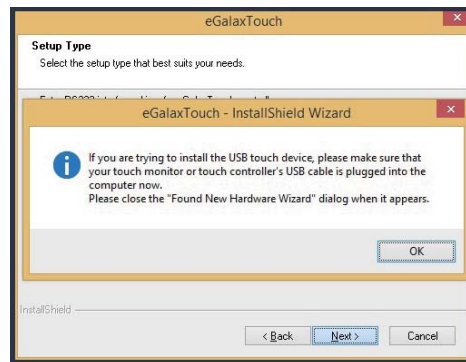 eGalaxTouch
Setup Type
Select the setup type that best suits your needs.
eGalaxTouch - InstallShield Wizard
If you are trying to install the USB touch device, please make sure that
your touch monitor or touch controller's USB cable is plugged into the
computer now.
Please close the "Found New Hardware Wizard" dialog when it appears.
OK
InstallShield
< Back
Next >
Cancel